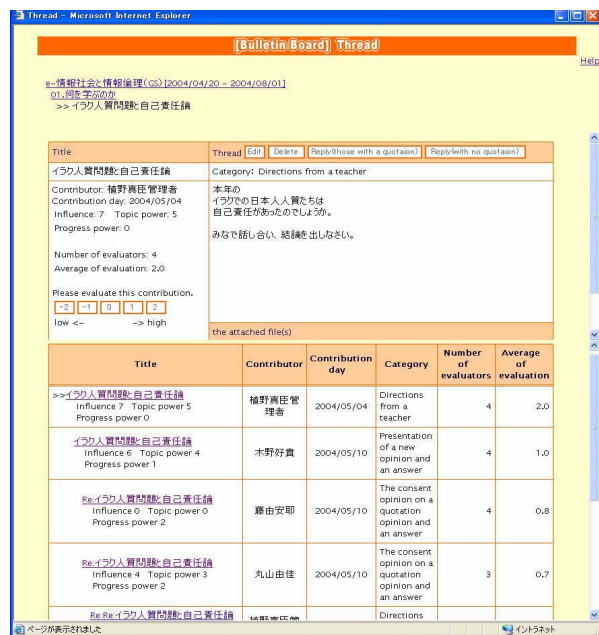 Thread - Microsoft Internet Explorer
[Bulletin Board] Thread
Help
e-情報社会と情報倫理(GS)[2004/04/20 ~ 2004/08/01]
01.何を学ぶのか
>> イラク人質問題と自己責任論
Title
Thread Edit Delete Reply(those with a quotaion) Reply(with no quotaion)
イラク人質問題と自己責任論
Category: Directions from a teacher
Contributor: 植野真臣管理者
Contribution day: 2004/05/04
Influence: 7 Topic power: 5
Progress power: 0
Number of evaluators: 4
Average of evaluation: 2.0
Please evaluate this contribution.
-2 -1 0 1 2
low <- -> high
本年の
イラクでの日本人人質たちは
自己責任があったのでしょうか。
みなで話し合い、結論を出しなさい。
the attached file(s)
Title Contributor Contribution day Category Number of evaluators Average of evaluation
>>イラク人質問題と自己責任論
Influence 7 Topic power 5
Progress power 0
植野真臣管理者
2004/05/04
Directions
from a
teacher
4
2.0
イラク人質問題と自己責任論
Influence 6 Topic power 4
Progress power 1
木野好貴
2004/05/10
Presentation
of a new
opinion and
an answer
4
1.0
Re:イラク人質問題と自己責任論
Influence 0 Topic power 0
Progress power 2
藤由安耶
2004/05/10
The consent
opinion on a
quotation
opinion and
an answer
4
0.8
Re:イラク人質問題と自己責任論
Influence 4 Topic power 3
Progress power 2
丸山由佳
2004/05/10
The consent
opinion on a
quotation
opinion and
an answer
3
0.7
Re:Re:イラク人質問題と自己責任論
Directions
ページが表示されました
イントラネット